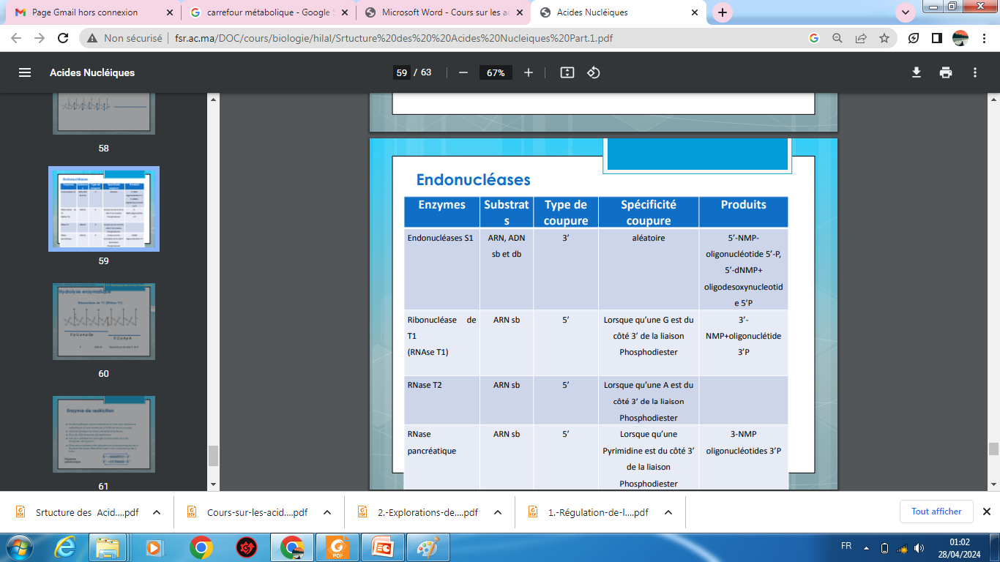 Page Gmail hors connexion
carrefour métabolique - Google S
Microsoft Word - Cours sur les ac
Acides Nucléiques
Non sécurisé | fsr.ac.ma/DOC/cours/biologie/hilal/Srtucture%20des%20%20Acides%20Nucleiques%20Part.1.pdf
Acides Nucléiques
59 / 63
67%
58
59
60
61
Hydrolyse enzymatique
Enzyme de restriction
Endonucléases
Enzymes
Substrat
s
Type de
coupure
Spécificité
coupure
Produits
Endonucléases S1
ARN, ADN
sb et db
3’
aléatoire
5’-NMP-
oligonucléotide 5’-P,
5’-dNMP+
oligodesoxynucleotid
e 5’P
Ribonucléase de
T1
(RNAse T1)
ARN sb
5’
Lorsque qu’une G est du
côté 3’ de la liaison
Phosphodiester
3’-
NMP+oligonuclétide
3’P
RNase T2
ARN sb
5’
Lorsque qu’une A est du
côté 3’ de la liaison
Phosphodiester
RNase
pancréatique
ARN sb
5’
Lorsque qu’une
Pyrimidine est du côté 3’
de la liaison
Phosphodiester
3-NMP
oligonucléotides 3’P
Srtucture des Acid....pdf
Cours-sur-les-acid....pdf
2.-Explorations-de....pdf
1.-Régulation-de-l....pdf
Tout afficher
FR
01:02
28/04/2024